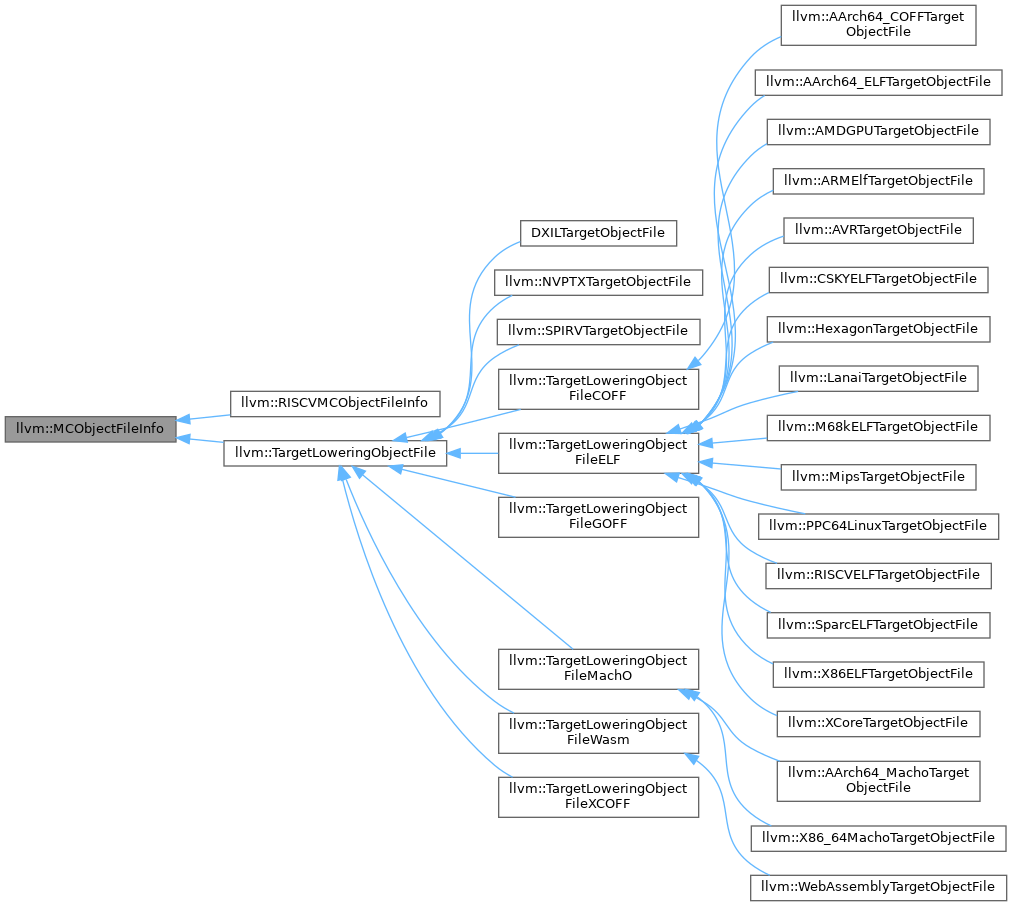 llvm::MCObjectFileInfo
llvm::RISCVMCObjectFileInfo
llvm::TargetLoweringObjectFile
DXILTargetObjectFile
llvm::NVPTXTargetObjectFile
llvm::SPIRVTargetObjectFile
llvm::TargetLoweringObject
FileCOFF
llvm::TargetLoweringObject
FileELF
llvm::TargetLoweringObject
FileGOFF
llvm::TargetLoweringObject
FileMachO
llvm::TargetLoweringObject
FileWasm
llvm::TargetLoweringObject
FileXCOFF
llvm::AArch64_COFFTarget
ObjectFile
llvm::AArch64_ELFTargetObjectFile
llvm::AMDGPUTargetObjectFile
llvm::ARMElfTargetObjectFile
llvm::AVRTargetObjectFile
llvm::CSKYELFTargetObjectFile
llvm::HexagonTargetObjectFile
llvm::LanaiTargetObjectFile
llvm::M68kELFTargetObjectFile
llvm::MipsTargetObjectFile
llvm::PPC64LinuxTargetObjectFile
llvm::RISCVELFTargetObjectFile
llvm::SparcELFTargetObjectFile
llvm::X86ELFTargetObjectFile
llvm::XCoreTargetObjectFile
llvm::AArch64_MachoTarget
ObjectFile
llvm::X86_64MachoTargetObjectFile
llvm::WebAssemblyTargetObjectFile